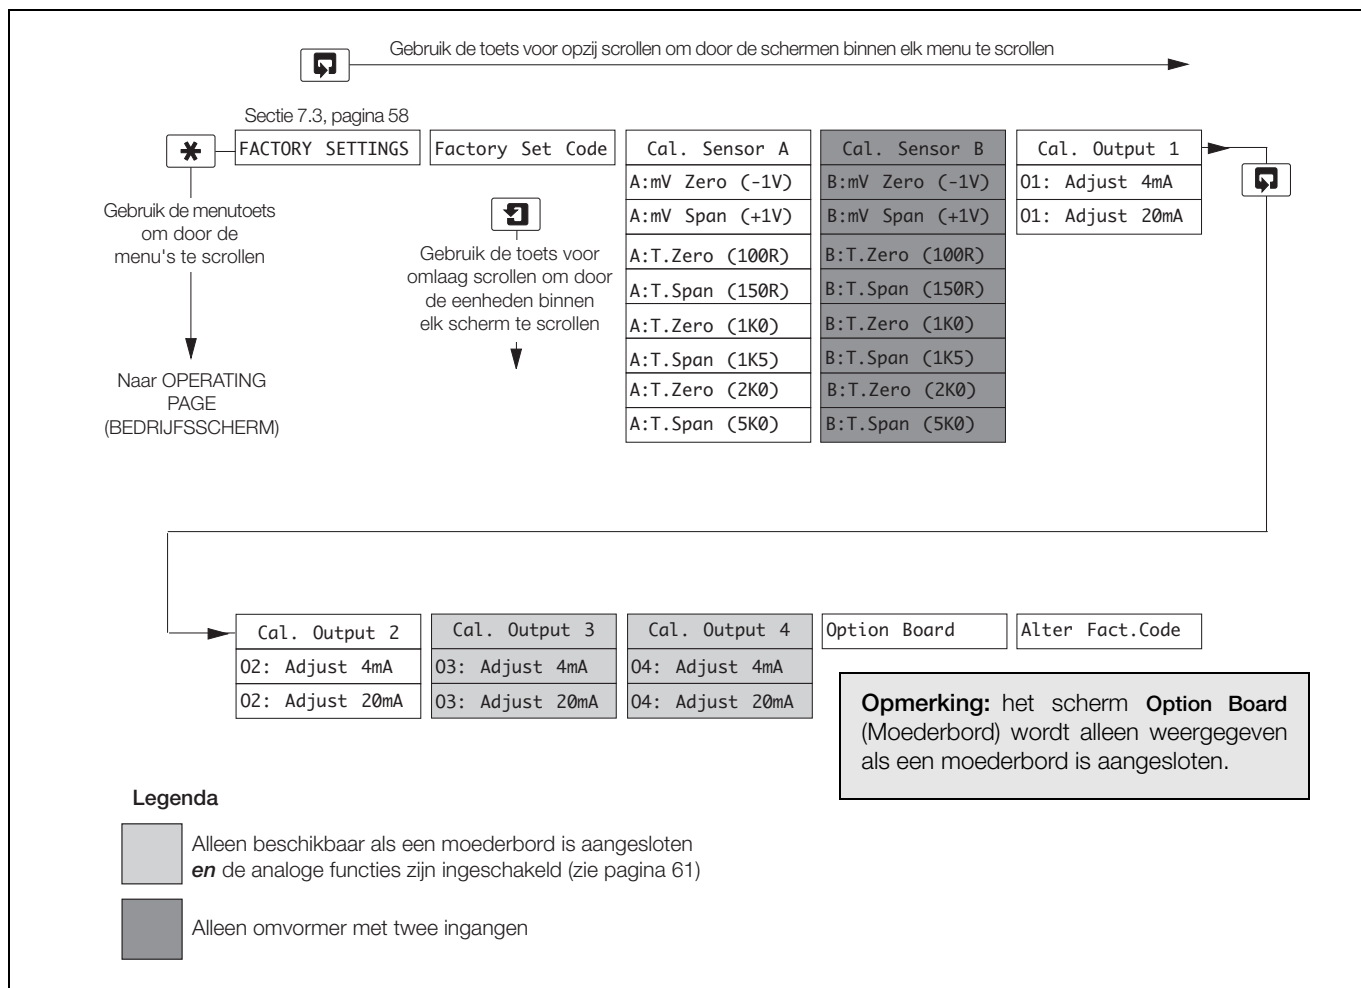 Gebruik de toets voor opzij scrollen om door de schermen binnen elk menu te scrollen
Sectie 7.3, pagina 58
FACTORY SETTINGS
Factory Set Code
Cal. Sensor A
Cal. Sensor B
Cal. Output 1
A:mV Zero (-1V)
B:mV Zero (-1V)
O1: Adjust 4mA
A:mV Span (+1V)
B:mV Span (+1V)
O1: Adjust 20mA
A:T.Zero (100R)
B:T.Zero (100R)
A:T.Span (150R)
B:T.Span (150R)
A:T.Zero (1K0)
B:T.Zero (1K0)
A:T.Span (1K5)
B:T.Span (1K5)
A:T.Zero (2K0)
B:T.Zero (2K0)
A:T.Span (5K0)
B:T.Span (5K0)
Gebruik de menutoets
om door de
menu's te scrollen
Gebruik de toets voor
omlaag scrollen om door
de eenheden binnen
elk scherm te scrollen
Naar OPERATING
PAGE
(BEDRIJFSSCHERM)
Cal. Output 2
Cal. Output 3
Cal. Output 4
Option Board
Alter Fact.Code
O2: Adjust 4mA
O3: Adjust 4mA
O4: Adjust 4mA
O2: Adjust 20mA
O3: Adjust 20mA
O4: Adjust 20mA
Opmerking: het scherm Option Board
(Moederbord) wordt alleen weergegeven
als een moederbord is aangesloten.
Legenda
Alleen beschikbaar als een moederbord is aangesloten
en de analoge functies zijn ingeschakeld (zie pagina 61)
Alleen omvormer met twee ingangen